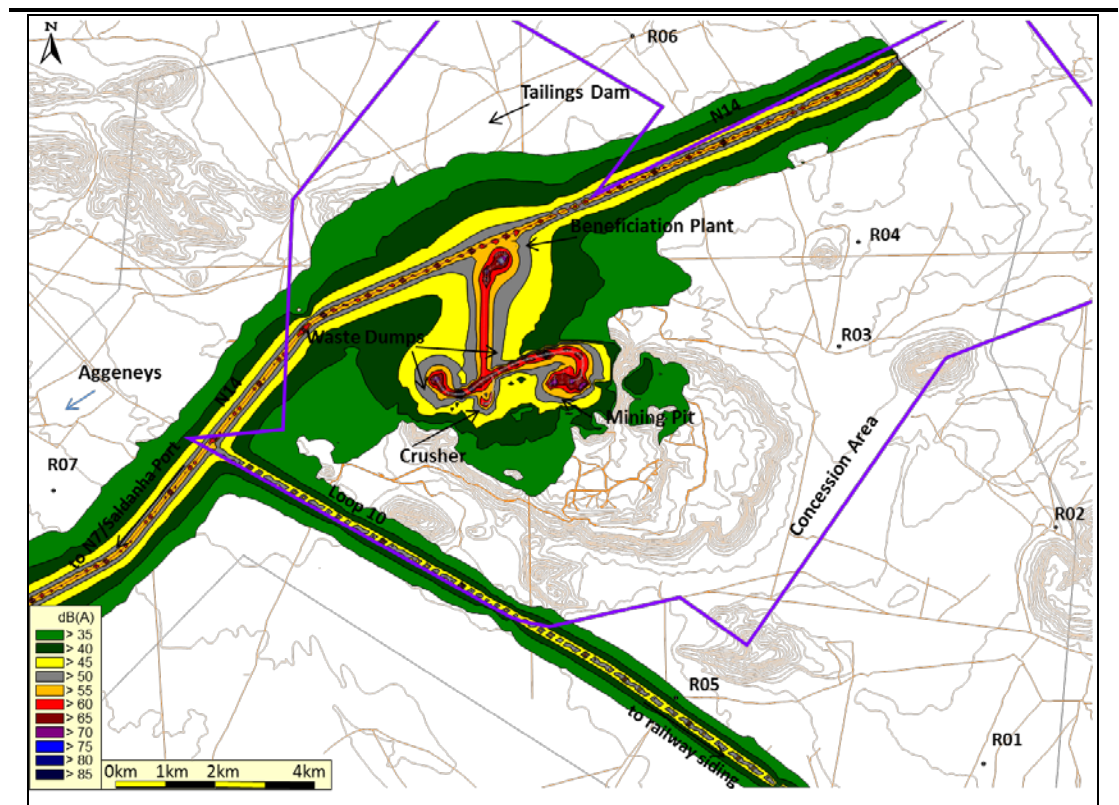 N
R06
Tailings Dam
N14
Beneficiation Plant
R04
R03
Waste Dumps
Aggeneys
N14
Mining Pit
Crusher
Concession Area
R07
to N7/Saldanha Port
Loop 10
R02
R05
to railway siding
R01
dB(A)
> 35
> 40
> 45
> 50
> 55
> 60
> 65
> 70
> 75
> 80
> 85
0km 1km 2km 4km